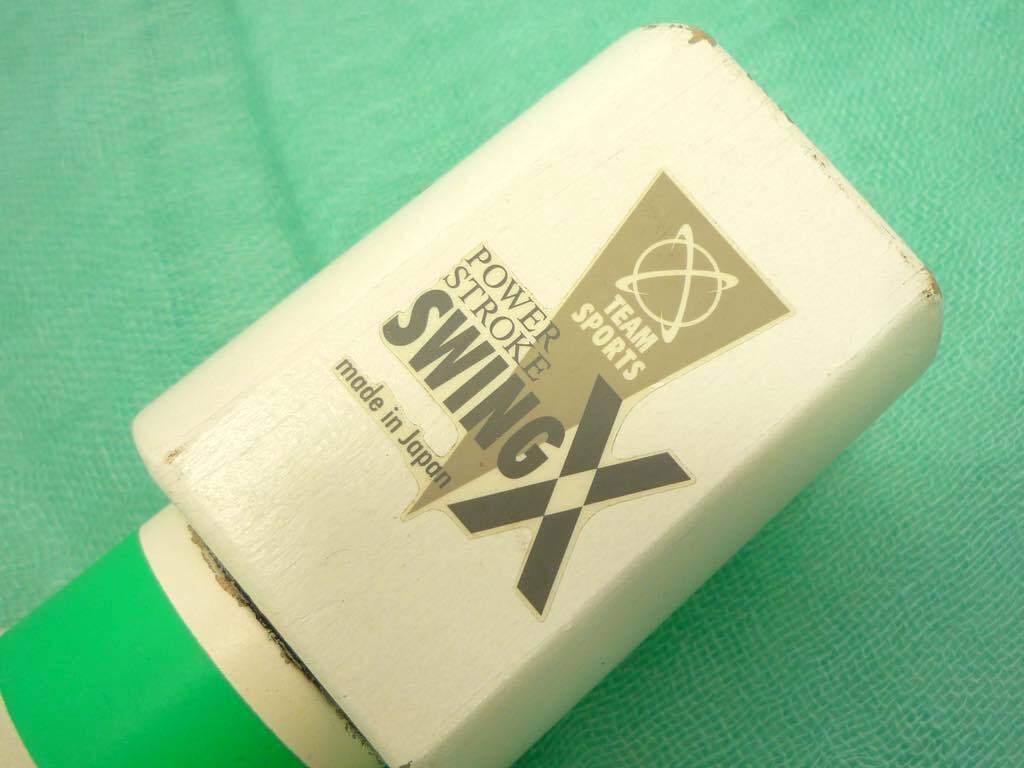 TEAM
SPORTS
POWER
STROKE
SWING
X
made in Japan